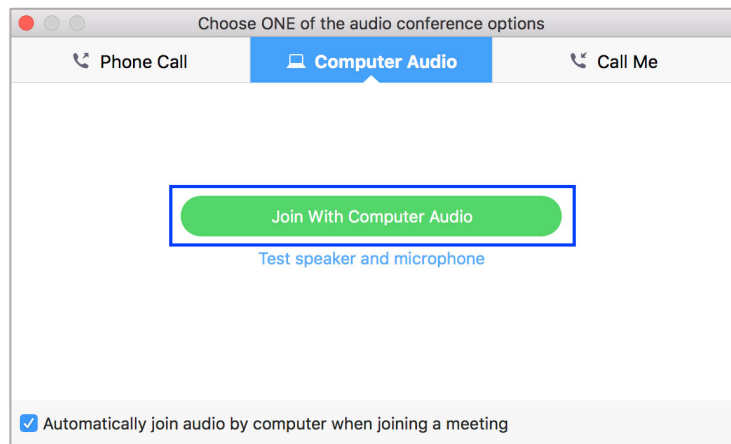 Choose ONE of the audio conference options
Phone Call
Computer Audio
Call Me
Join With Computer Audio
Test speaker and microphone
Automatically join audio by computer when joining a meeting